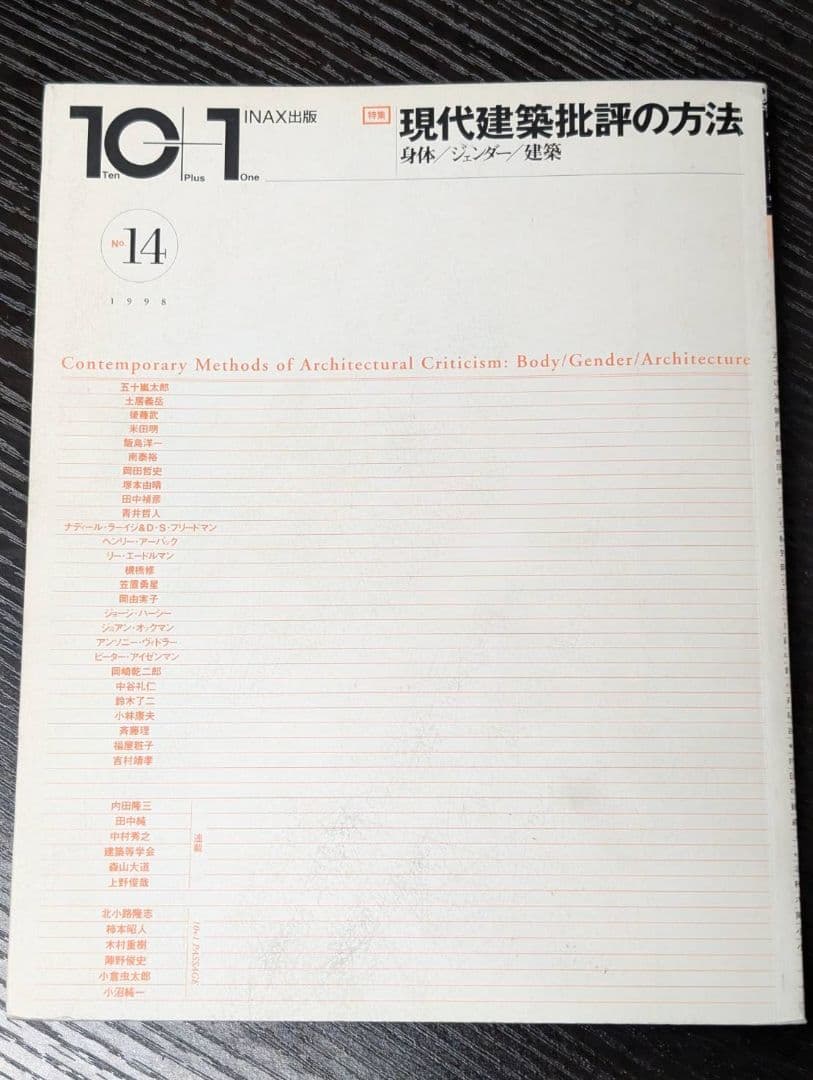 10+1
Ten Plus One
INAX出版
特集
現代建築批評の方法
身体／ジェンダー／建築
No. 14
1998
Contemporary Methods of Architectural Criticism: Body/Gender/Architecture
五十嵐太郎
土居義岳
後藤武
米田明
飯島洋一
南泰裕
岡田哲史
塚本由晴
田中禎彦
青井哲人
ナディール・ラーイジ&D・S・フリードマン
ヘンリー・アーバック
リー・エードルマン
槻橋修
笠置勇星
岡由実子
ジョージ・ハーシー
ジョアン・オックマン
アンソニー・ヴィドラー
ピーター・アイゼンマン
岡崎乾二郎
中谷礼仁
鈴木了二
小林康夫
斉藤理
福屋粧子
吉村靖孝
内田隆三
田中純
中村秀之
建築等学会
森山大道
上野俊哉
連載
北小路隆志
柿本昭人
木村重樹
陣野俊史
小倉虫太郎
小沼純一
10+1 PASSAGE